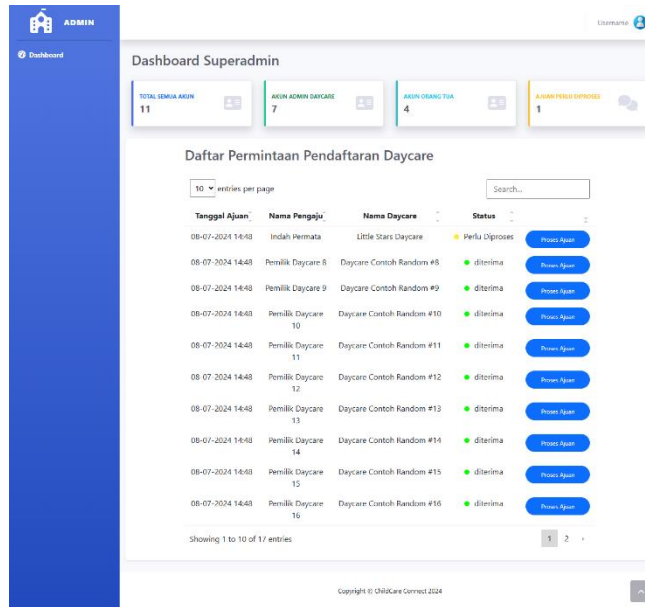 ADMIN
Username
Dashboard
Dashboard Superadmin
TOTAL SEMUA AKUN
11
AKUN ADMIN DAYCARE
7
AKUN ORANG TUA
4
AJUAN PERLU DIPROSES
1
Daftar Permintaan Pendaftaran Daycare
10 entries per page
Search...
Tanggal Ajuan Nama Pengaju Nama Daycare Status
08-07-2024 14:48 Indah Permata Little Stars Daycare Perlu Diproses Proses Ajuan
08-07-2024 14:48 Pemilik Daycare 8 Daycare Contoh Random #8 diterima Proses Ajuan
08-07-2024 14:48 Pemilik Daycare 9 Daycare Contoh Random #9 diterima Proses Ajuan
08-07-2024 14:48 Pemilik Daycare Daycare Contoh Random #10 diterima Proses Ajuan
10
08-07-2024 14:48 Pemilik Daycare Daycare Contoh Random #11 diterima Proses Ajuan
11
08-07-2024 14:48 Pemilik Daycare Daycare Contoh Random #12 diterima Proses Ajuan
12
08-07-2024 14:48 Pemilik Daycare Daycare Contoh Random #13 diterima Proses Ajuan
13
08-07-2024 14:48 Pemilik Daycare Daycare Contoh Random #14 diterima Proses Ajuan
14
08-07-2024 14:48 Pemilik Daycare Daycare Contoh Random #15 diterima Proses Ajuan
15
08-07-2024 14:48 Pemilik Daycare Daycare Contoh Random #16 diterima Proses Ajuan
16
Showing 1 to 10 of 17 entries
1 2 ›
Copyright © ChildCare Connect 2024